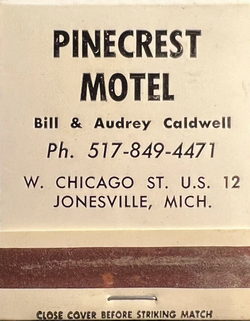 PINECREST
MOTEL
Bill & Audrey Caldwell
Ph. 517-849-4471
W. CHICAGO ST. U.S. 12
JONESVILLE, MICH.
CLOSE COVER BEFORE STRIKING MATCH